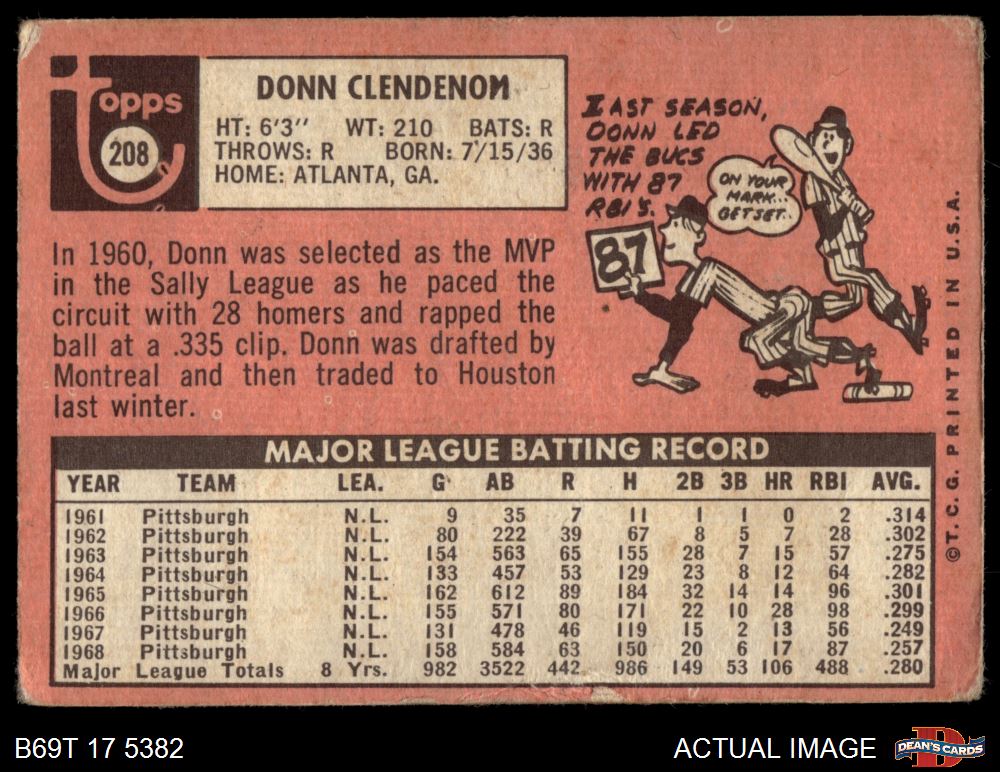 Topps
208
DONN CLENDENON
HT: 6'3" WT: 210 BATS: R
THROWS: R BORN: 7/15/36
HOME: ATLANTA, GA.
LAST SEASON,
DONN LED
THE BUCS
WITH 87
RBI'S.
ON YOUR
MARK...
GET SET..
87
In 1960, Donn was selected as the MVP
in the Sally League as he paced the
circuit with 28 homers and rapped the
ball at a .335 clip. Donn was drafted by
Montreal and then traded to Houston
last winter.
MAJOR LEAGUE BATTING RECORD
YEAR TEAM LEA. G AB R H 2B 3B HR RBI AVG.
1961 Pittsburgh N.L. 9 35 7 11 1 1 0 2 .314
1962 Pittsburgh N.L. 80 222 39 67 8 5 7 28 .302
1963 Pittsburgh N.L. 154 563 65 155 28 7 15 57 .275
1964 Pittsburgh N.L. 133 457 53 129 23 8 12 64 .282
1965 Pittsburgh N.L. 162 612 89 184 32 14 14 96 .301
1966 Pittsburgh N.L. 155 571 80 171 22 10 28 98 .299
1967 Pittsburgh N.L. 131 478 46 119 15 2 13 56 .249
1968 Pittsburgh N.L. 158 584 63 150 20 6 17 87 .257
Major League Totals 8 Yrs. 982 3522 442 986 149 53 106 488 .280
©T.C.G. PRINTED IN U.S.A.
B69T 17 5382
ACTUAL IMAGE
D
DEAN'S CARDS